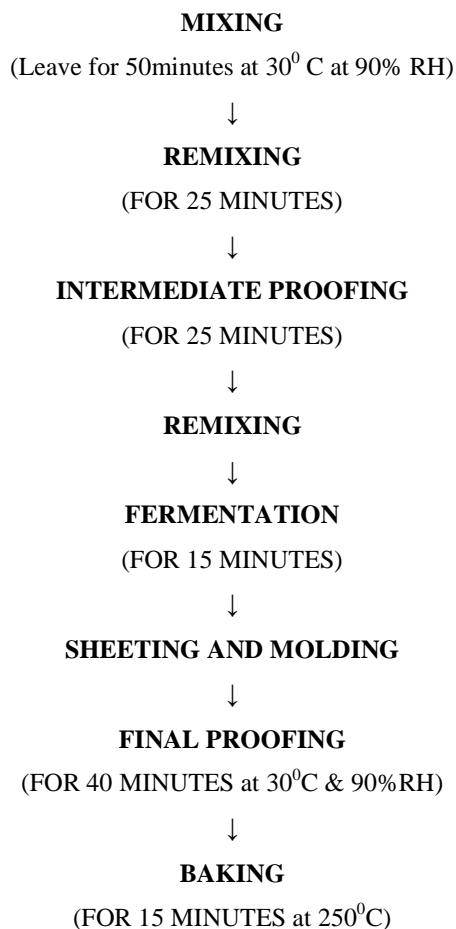 MIXING
(Leave for 50minutes at 30⁰ C at 90% RH)
↓
REMIXING
(FOR 25 MINUTES)
↓
INTERMEDIATE PROOFING
(FOR 25 MINUTES)
↓
REMIXING
↓
FERMENTATION
(FOR 15 MINUTES)
↓
SHEETING AND MOLDING
↓
FINAL PROOFING
(FOR 40 MINUTES at 30⁰C & 90%RH)
↓
BAKING
(FOR 15 MINUTES at 250⁰C)